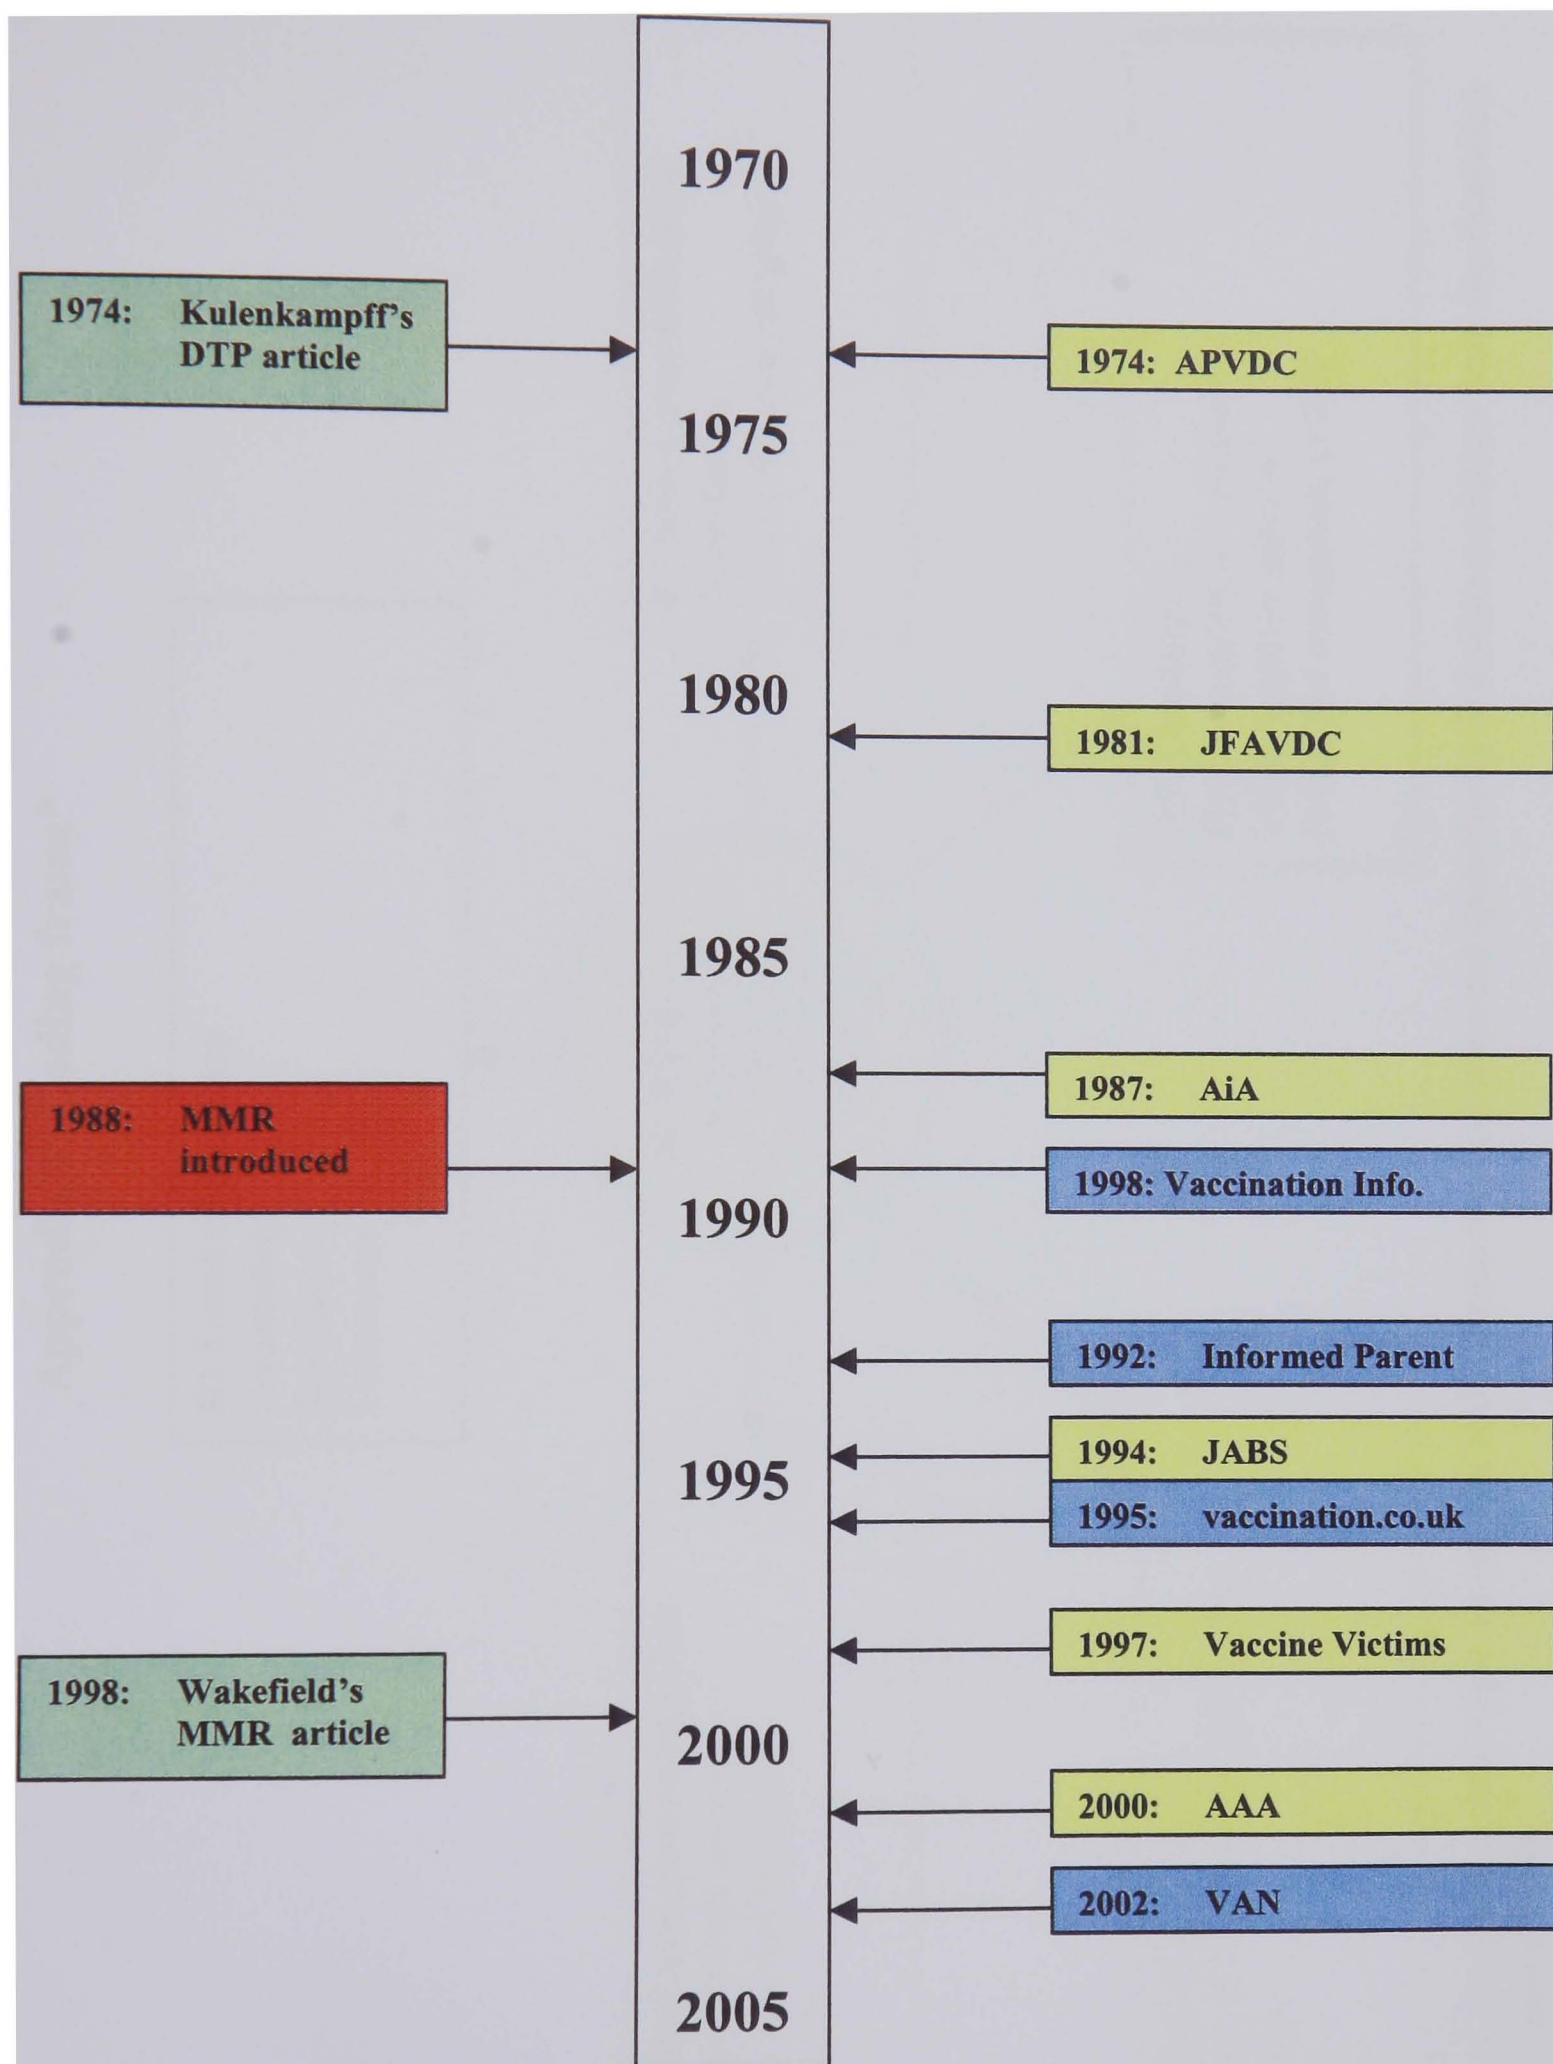 1970
1974: Kulenkampff's
DTP article
1974: APVDC
1975
1980
1981: JFAVDC
1985
1987: AiA
1988: MMR
introduced
1998: Vaccination Info.
1990
1992: Informed Parent
1994: JABS
1995
1995: vaccination.co.uk
1997: Vaccine Victims
1998: Wakefield's
MMR article
2000
2000: AAA
2002: VAN
2005